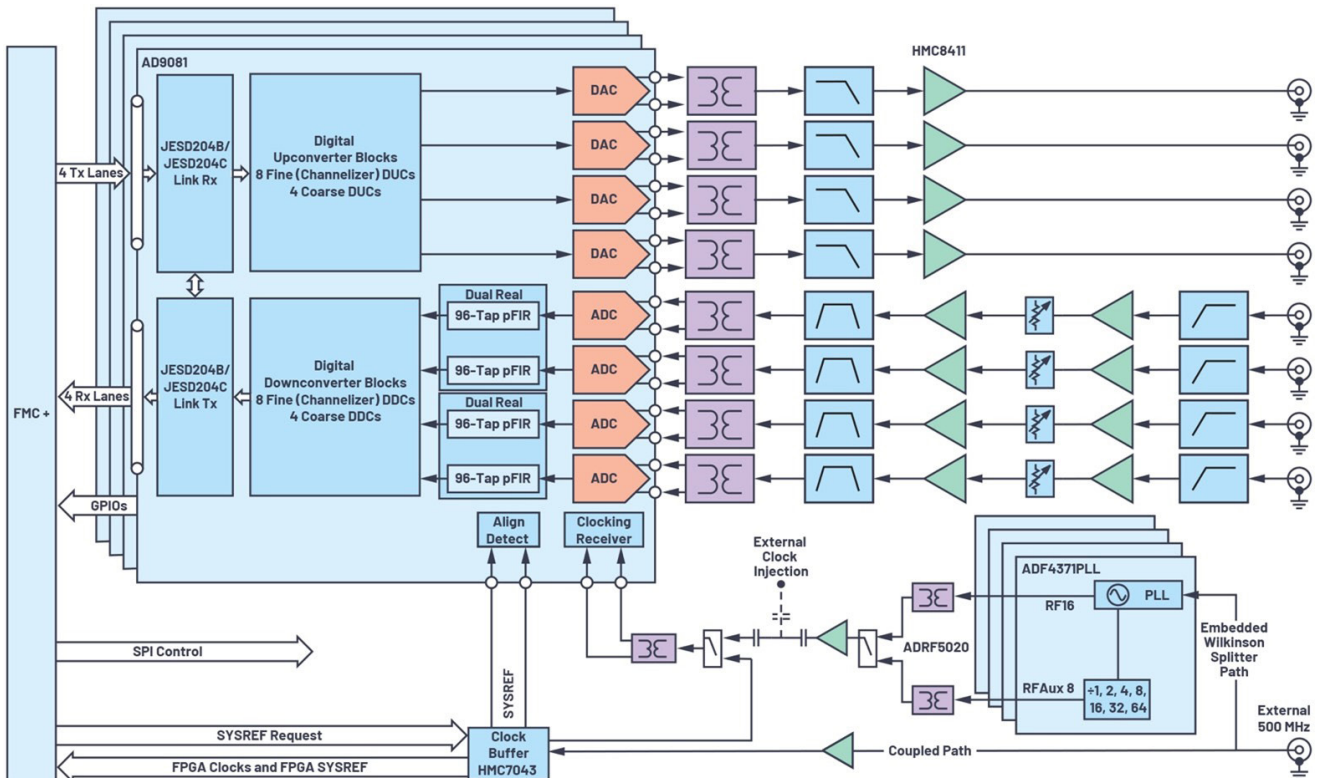 AD9081
HMC8411
JESD204B/
JESD204C
Link Rx
Digital
Upconverter Blocks
8 Fine (Channelizer) DUCs
4 Coarse DUCs
DAC
DAC
DAC
DAC
4 Tx Lanes
FMC +
4 Rx Lanes
GPIOs
JESD204B/
JESD204C
Link Tx
Digital
Downconverter Blocks
8 Fine (Channelizer) DDCs
4 Coarse DDCs
Dual Real
96-Tap pFIR
96-Tap pFIR
Dual Real
96-Tap pFIR
96-Tap pFIR
ADC
ADC
ADC
ADC
Align
Detect
Clocking
Receiver
External
Clock
Injection
ADF4371PLL
PLL
RF16
ADRF5020
RFAux 8
÷1, 2, 4, 8,
16, 32, 64
Embedded
Wilkinson
Splitter
Path
External
500 MHz
SPI Control
SYSREF
SYSREF Request
Clock
Buffer
HMC7043
Coupled Path
FPGA Clocks and FPGA SYSREF